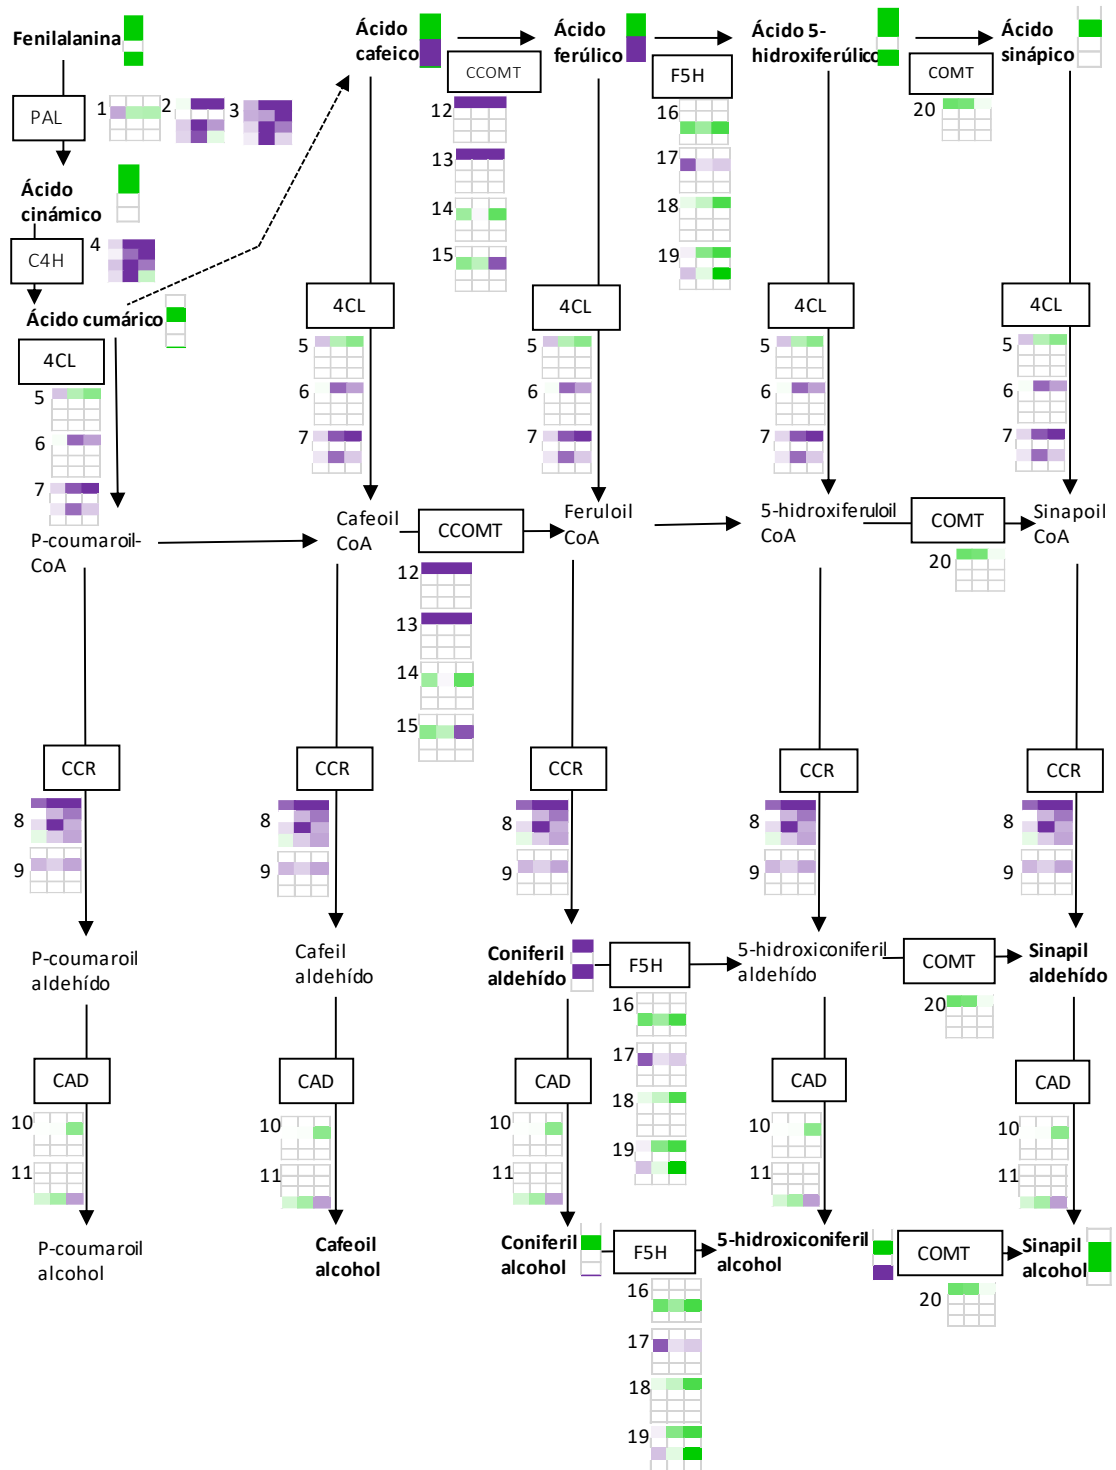 Fenilalanina
Ácido
cafeico
Ácido
ferúlico
Ácido 5-
hidroxiferúlico
Ácido
sinápico
CCOMT
F5H
COMT
PAL
1
2
3
12
16
20
13
17
Ácido
cinámico
14
18
C4H
4
15
19
Ácido cumárico
4CL
4CL
4CL
4CL
4CL
5
5
5
5
5
6
6
6
6
6
7
7
7
7
7
P-coumaroil-
CoA
Cafeoil
CoA
CCOMT
Feruloil
CoA
5-hidroxiferuloil
CoA
COMT
Sinapoil
CoA
12
20
13
14
15
CCR
CCR
CCR
CCR
CCR
8
8
8
8
8
9
9
9
9
9
P-coumaroil
aldehído
Cafeil
aldehído
Coniferil
aldehído
F5H
5-hidroxiconiferil
aldehído
COMT
Sinapil
aldehído
16
20
17
CAD
CAD
CAD
CAD
CAD
18
10
10
10
10
10
19
11
11
11
11
11
P-coumaroil
alcohol
Cafeoil
alcohol
Coniferil
alcohol
F5H
5-hidroxiconiferil
alcohol
COMT
Sinapil
alcohol
16
20
17
18
19